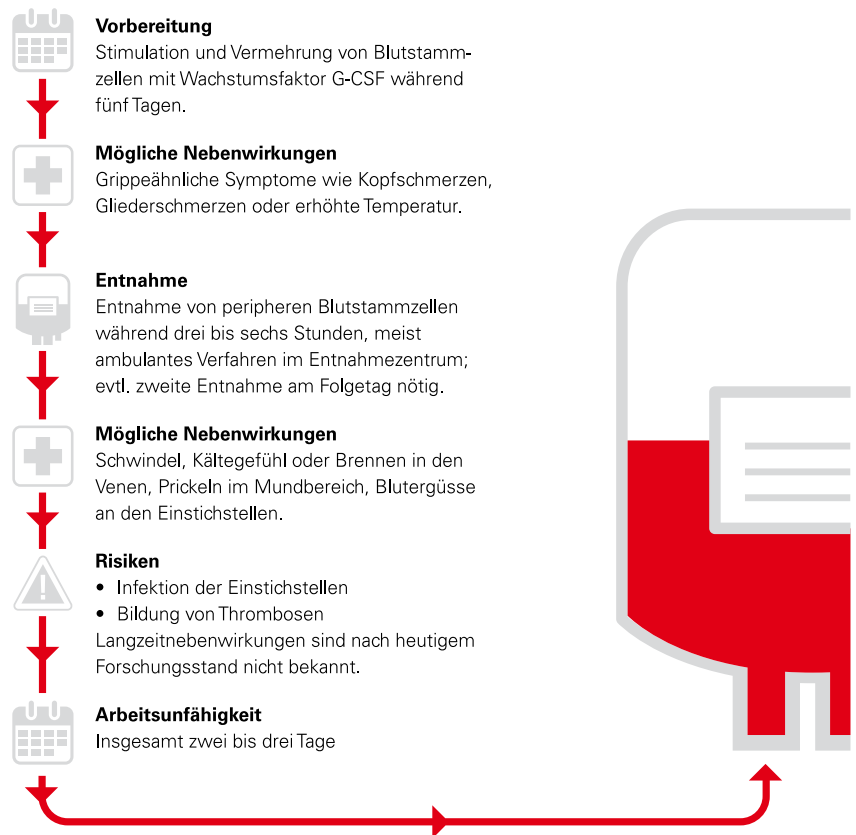 Vorbereitung
Stimulation und Vermehrung von Blutstamm-
zellen mit Wachstumsfaktor G-CSF während
fünf Tagen.
Mögliche Nebenwirkungen
Grippeähnliche Symptome wie Kopfschmerzen,
Gliederschmerzen oder erhöhte Temperatur.
Entnahme
Entnahme von peripheren Blutstammzellen
während drei bis sechs Stunden, meist
ambulantes Verfahren im Entnahmezentrum;
evtl. zweite Entnahme am Folgetag nötig.
Mögliche Nebenwirkungen
Schwindel, Kältegefühl oder Brennen in den
Venen, Prickeln im Mundbereich, Blutergüsse
an den Einstichstellen.
Risiken
• Infektion der Einstichstellen
• Bildung von Thrombosen
Langzeitnebenwirkungen sind nach heutigem
Forschungsstand nicht bekannt.
Arbeitsunfähigkeit
Insgesamt zwei bis drei Tage